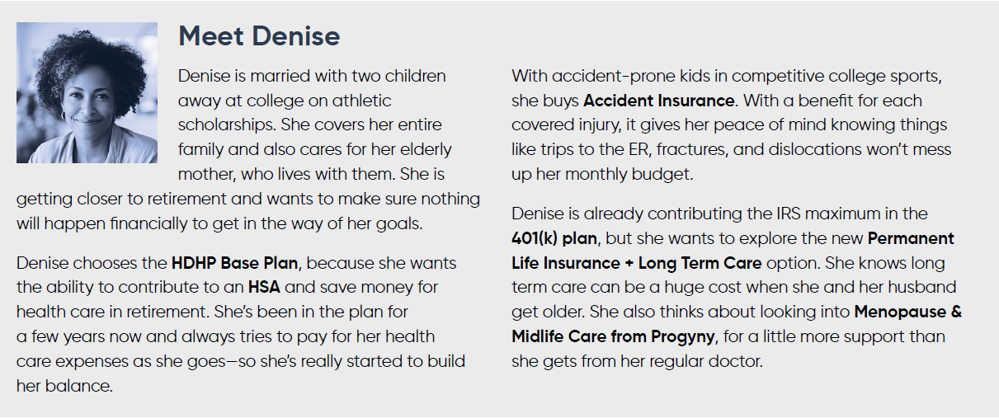 Meet Denise
Denise is married with two children
away at college on athletic
scholarships. She covers her entire
family and also cares for her elderly
mother, who lives with them. She is
getting closer to retirement and wants to make sure nothing
will happen financially to get in the way of her goals.
Denise chooses the HDHP Base Plan, because she wants
the ability to contribute to an HSA and save money for
health care in retirement. She’s been in the plan for
a few years now and always tries to pay for her health
care expenses as she goes—so she’s really started to build
her balance.
With accident-prone kids in competitive college sports,
she buys Accident Insurance. With a benefit for each
covered injury, it gives her peace of mind knowing things
like trips to the ER, fractures, and dislocations won’t mess
up her monthly budget.
Denise is already contributing the IRS maximum in the
401(k) plan, but she wants to explore the new Permanent
Life Insurance + Long Term Care option. She knows long
term care can be a huge cost when she and her husband
get older. She also thinks about looking into Menopause &
Midlife Care from Progyny, for a little more support than
she gets from her regular doctor.